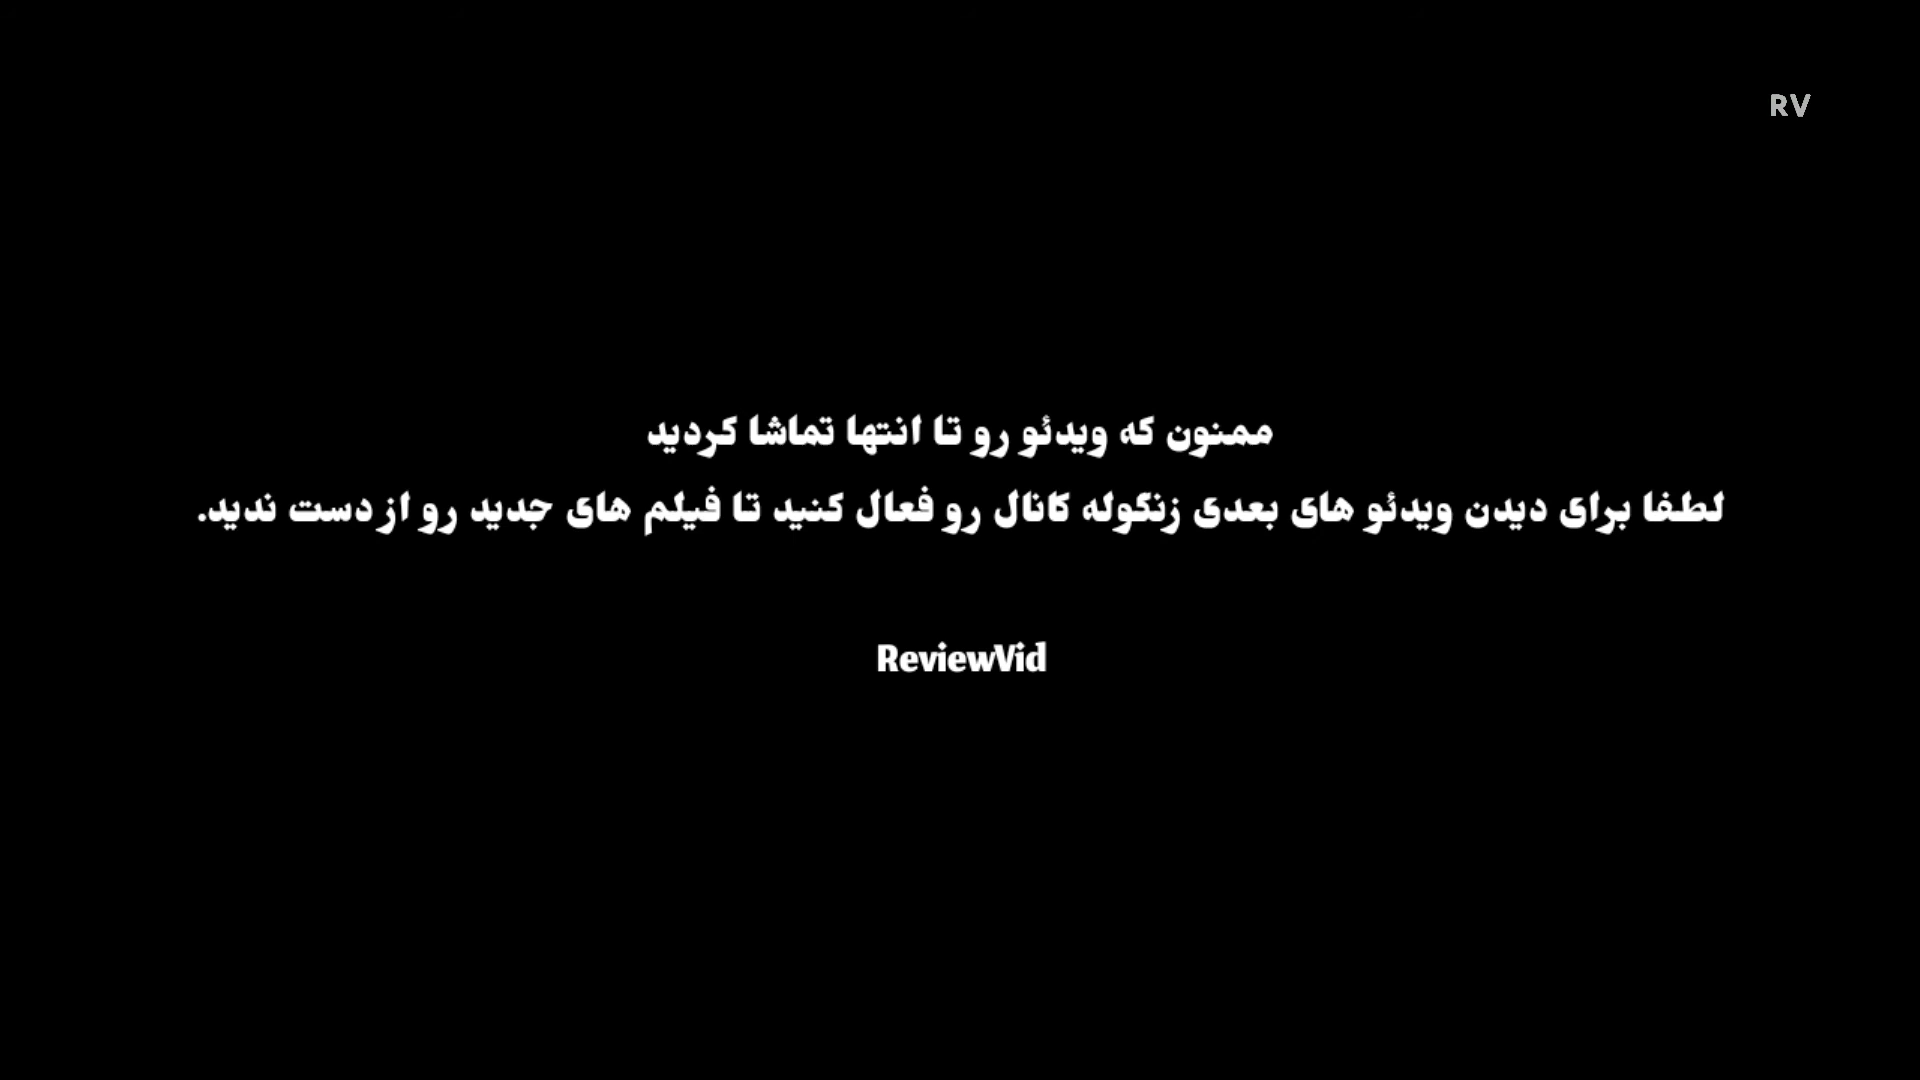 RV
ممنون که ویدئو رو تا انتها تماشا کردید
لطفا برای دیدن ویدئو های بعدی زنگوله کانال رو فعال کنید تا فیلم های جدید رو از دست ندید.
ReviewVid